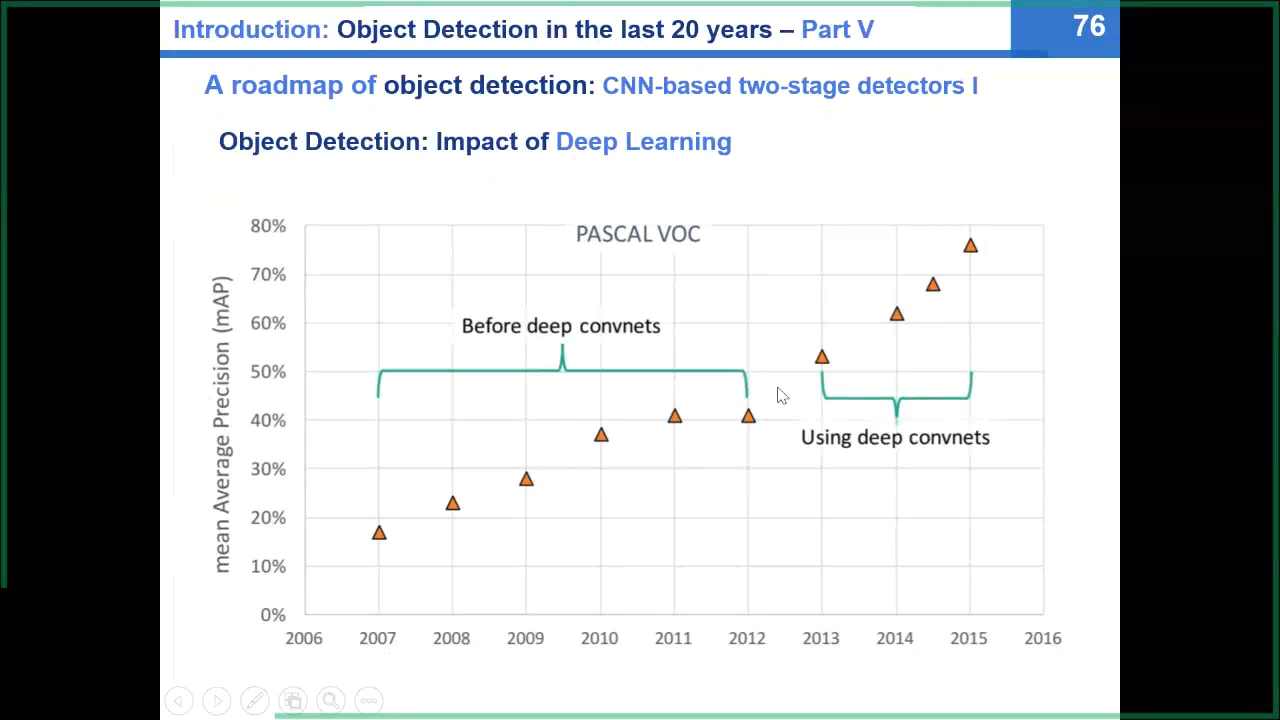 Introduction: Object Detection in the last 20 years – Part V
76
A roadmap of object detection: CNN-based two-stage detectors I
Object Detection: Impact of Deep Learning
PASCAL VOC
80%
70%
60%
50%
40%
30%
20%
10%
0%
mean Average Precision (mAP)
Before deep convnets
Using deep convnets
2006 2007 2008 2009 2010 2011 2012 2013 2014 2015 2016